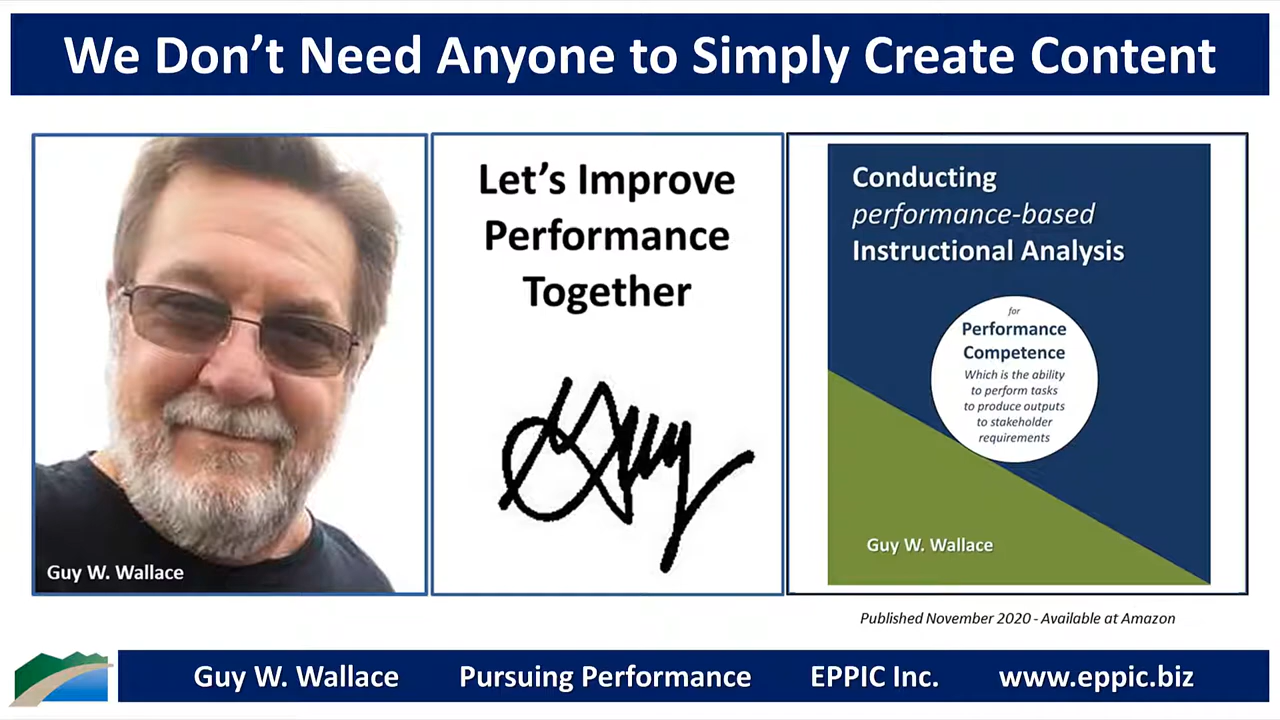 We Don't Need Anyone to Simply Create Content
Guy W. Wallace
Let's Improve
Performance
Together
Guy
Conducting
performance-based
Instructional Analysis
for
Performance
Competence
Which is the ability
to perform tasks
to produce outputs
to stakeholder
requirements
Guy W. Wallace
Published November 2020 - Available at Amazon
Guy W. Wallace Pursuing Performance EPPIC Inc. www.eppic.biz